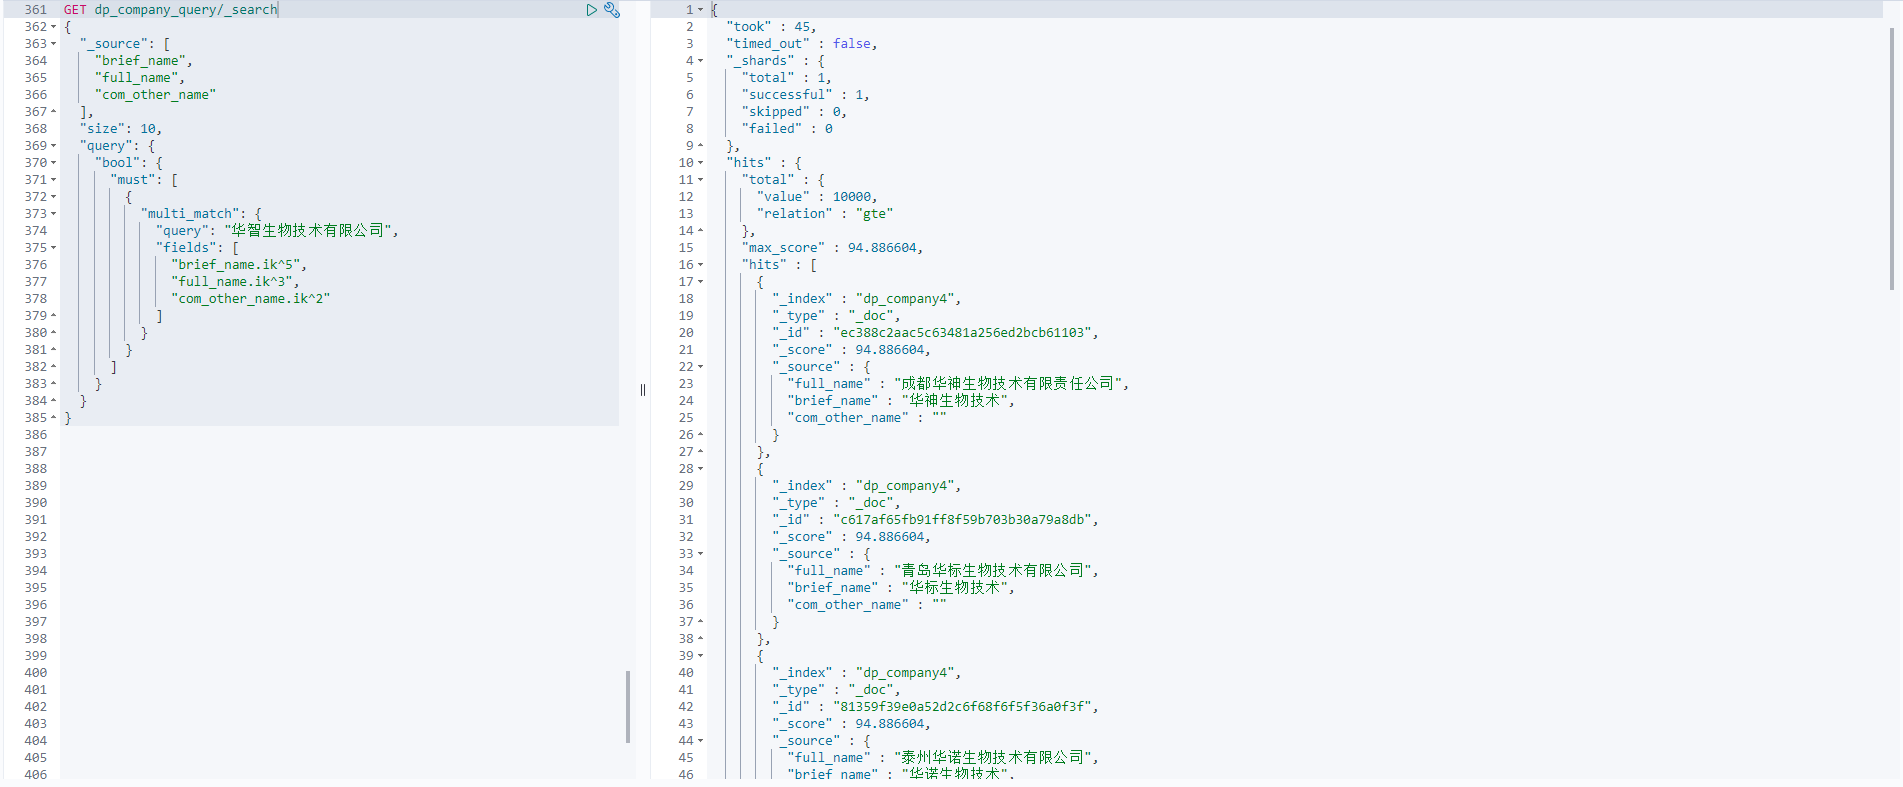 361 GET dp_company_query/_search
362 {
363 "_source": [
364 "brief_name",
365 "full_name",
366 "com_other_name"
367 ],
368 "size": 10,
369 "query": {
370 "bool": {
371 "must": [
372 {
373 "multi_match": {
374 "query": "华智生物技术有限公司",
375 "fields": [
376 "brief_name.ik^5",
377 "full_name.ik^3",
378 "com_other_name.ik^2"
379 ]
380 }
381 }
382 ]
383 }
384 }
385 }
386
387
388
389
390
391
392
393
394
395
396
397
398
399
400
401
402
403
404
405
406
1 {
2 "took" : 45,
3 "timed_out" : false,
4 "_shards" : {
5 "total" : 1,
6 "successful" : 1,
7 "skipped" : 0,
8 "failed" : 0
9 },
10 "hits" : {
11 "total" : {
12 "value" : 10000,
13 "relation" : "gte"
14 },
15 "max_score" : 94.886604,
16 "hits" : [
17 {
18 "_index" : "dp_company4",
19 "_type" : "_doc",
20 "_id" : "ec388c2aac5c63481a256ed2bcb61103",
21 "_score" : 94.886604,
22 "_source" : {
23 "full_name" : "成都华神生物技术有限责任公司",
24 "brief_name" : "华神生物技术",
25 "com_other_name" : ""
26 }
27 },
28 {
29 "_index" : "dp_company4",
30 "_type" : "_doc",
31 "_id" : "c617af65fb91ff8f59b703b30a79a8db",
32 "_score" : 94.886604,
33 "_source" : {
34 "full_name" : "青岛华标生物技术有限公司",
35 "brief_name" : "华标生物技术",
36 "com_other_name" : ""
37 }
38 },
39 {
40 "_index" : "dp_company4",
41 "_type" : "_doc",
42 "_id" : "81359f39e0a52d2c6f68f6f5f36a0f3f",
43 "_score" : 94.886604,
44 "_source" : {
45 "full_name" : "泰州华诺生物技术有限公司",
46 "brief_name" : "华诺生物技术",